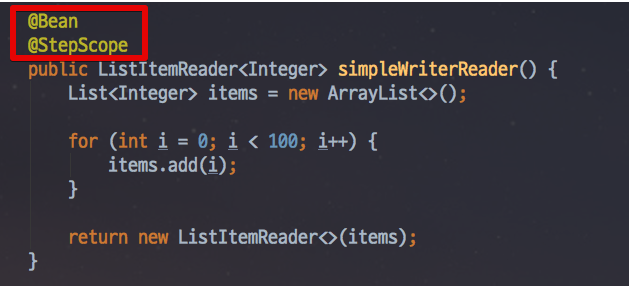 @Bean
@StepScope
public ListItemReader<Integer> simpleWriterReader() {
List<Integer> items = new ArrayList<>();
for (int i = 0; i < 100; i++) {
items.add(i);
}
return new ListItemReader<>(items);
}